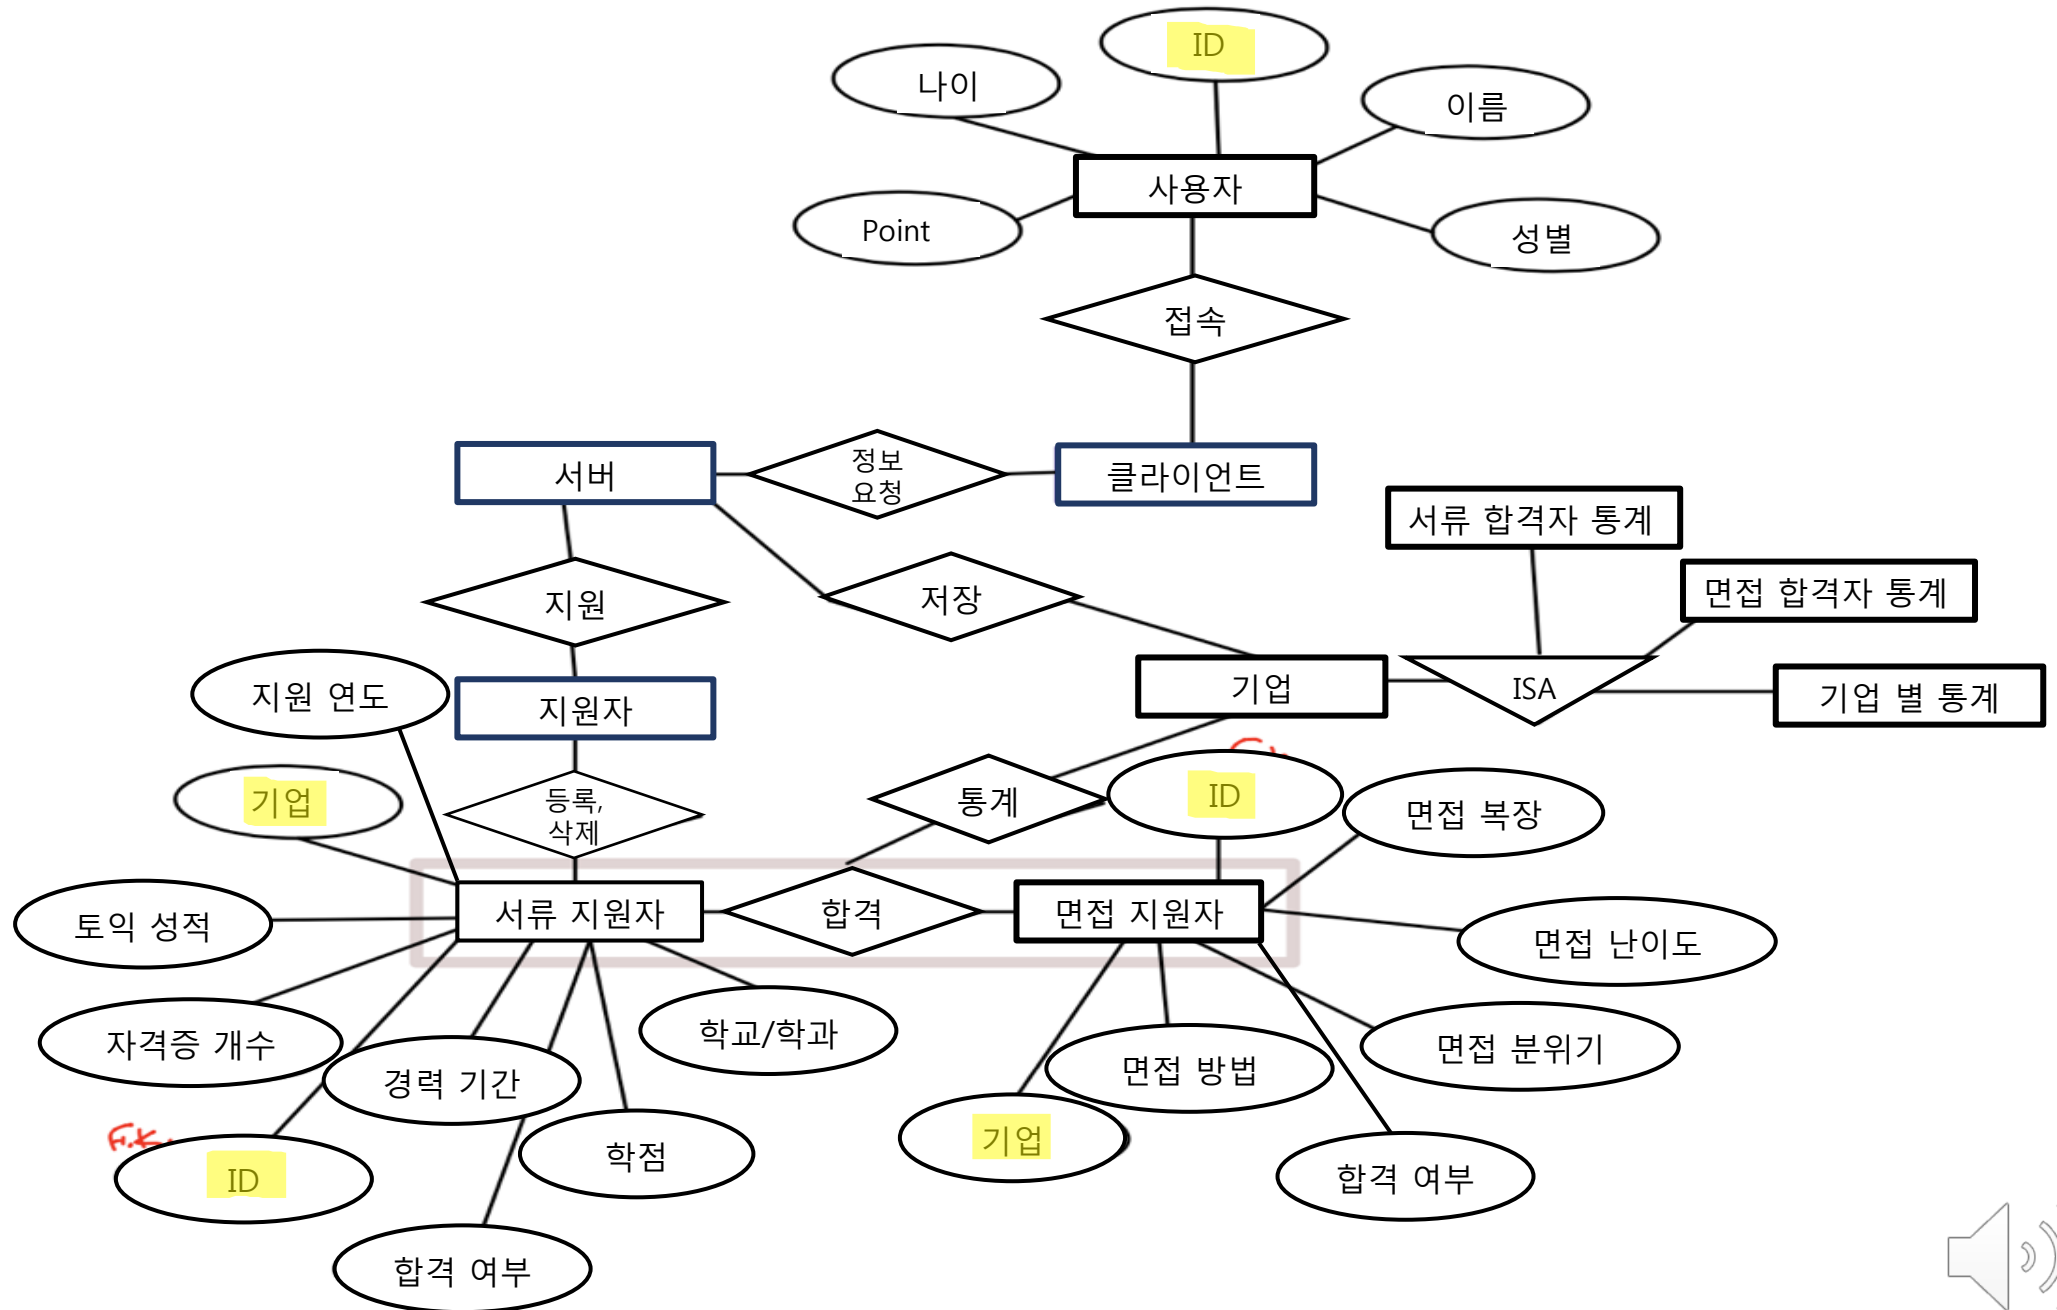 ID
나이
이름
사용자
Point
성별
접속
서버
정보
요청
클라이언트
서류 합격자 통계
면접 합격자 통계
지원
저장
지원 연도
지원자
기업
ISA
기업 별 통계
기업
등록,
삭제
통계
ID
면접 복장
서류 지원자
합격
면접 지원자
토익 성적
면접 난이도
자격증 개수
학교/학과
면접 분위기
경력 기간
면접 방법
F.K.
ID
학점
기업
합격 여부
합격 여부